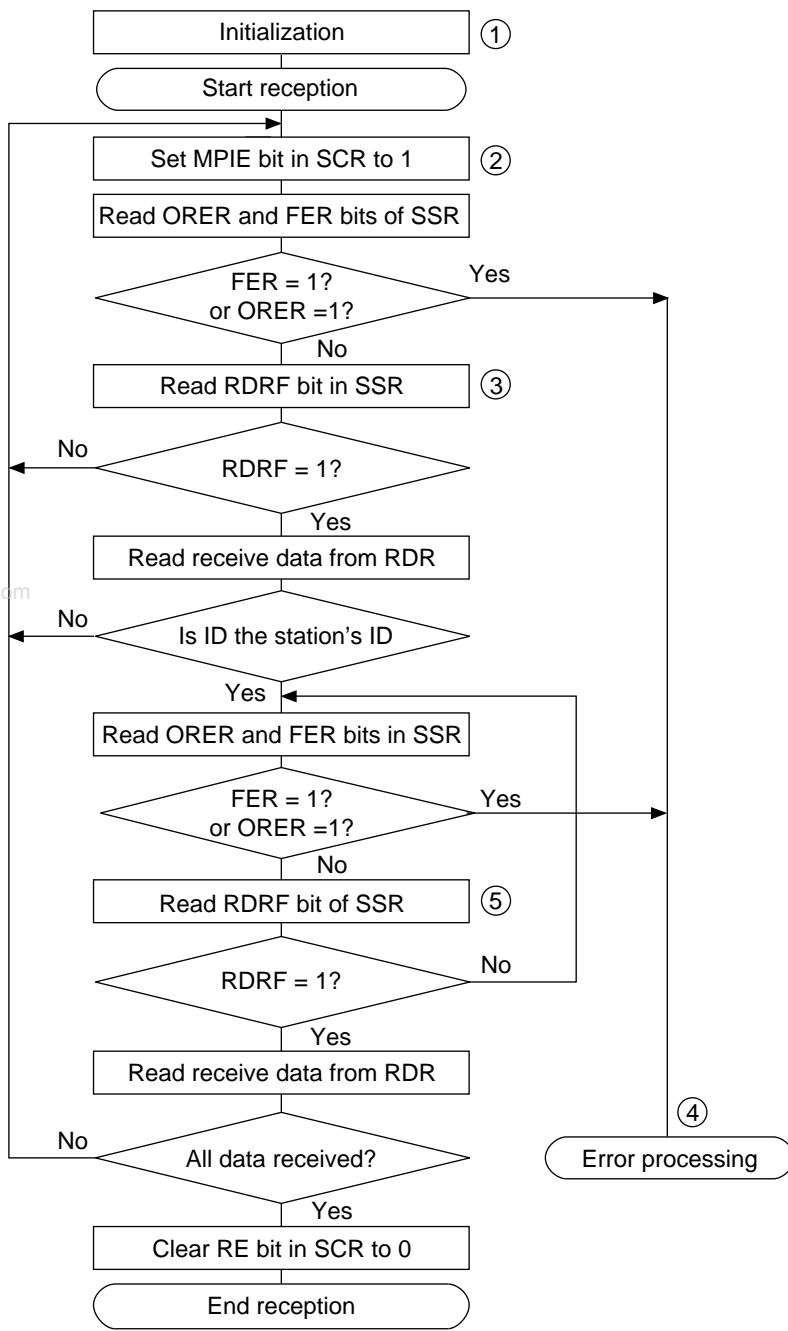 Initialization
①
Start reception
Set MPIE bit in SCR to 1
②
Read ORER and FER bits of SSR
FER = 1?
or ORER =1?
Yes
No
Read RDRF bit in SSR
③
No
RDRF = 1?
Yes
Read receive data from RDR
om
No
Is ID the station's ID
Yes
Read ORER and FER bits in SSR
FER = 1?
or ORER =1?
Yes
No
Read RDRF bit of SSR
⑤
RDRF = 1?
No
Yes
Read receive data from RDR
④
No
All data received?
Error processing
Yes
Clear RE bit in SCR to 0
End reception